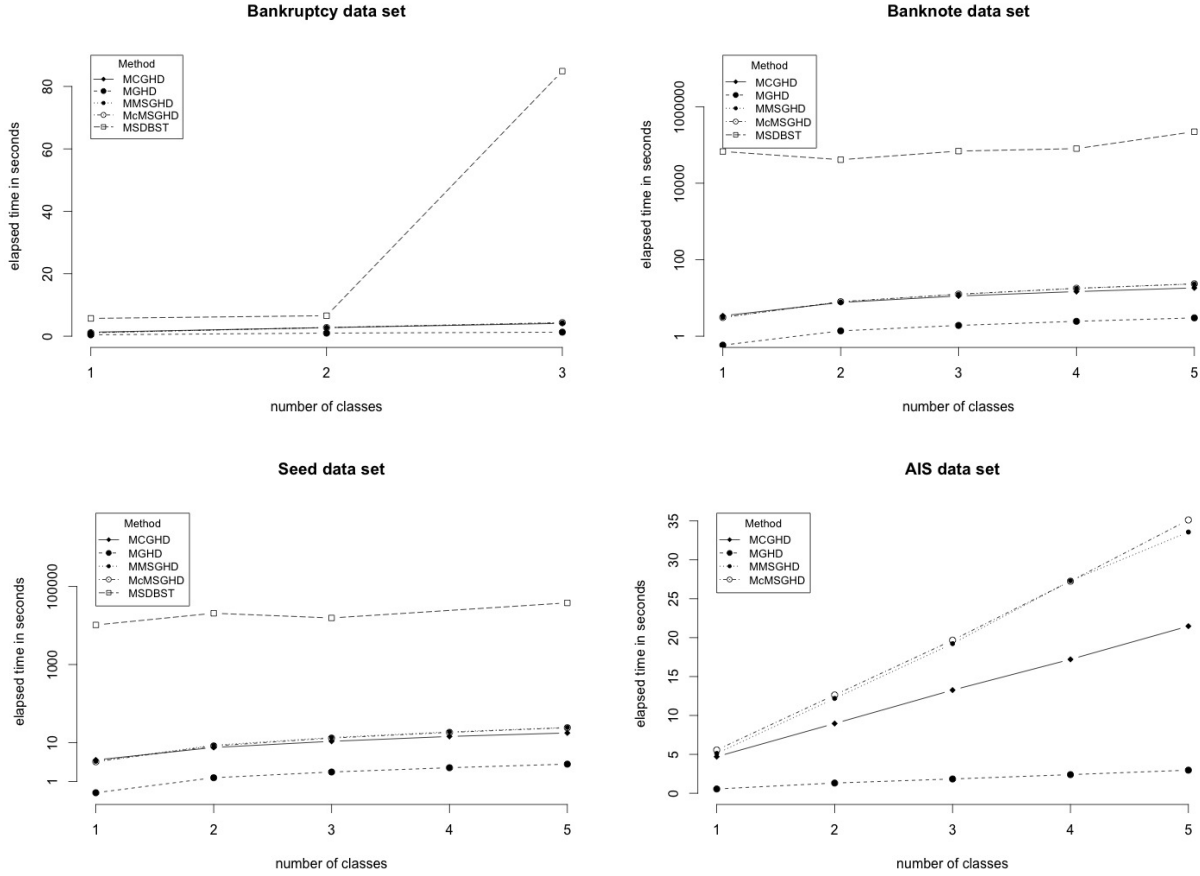 Bankruptcy data set
elapsed time in seconds
80
60
40
20
0
Method
MCGHD
MGHD
MMSGHD
McMSGHD
MSDBST
1
2
3
number of classes
Banknote data set
elapsed time in seconds
1000000
10000
100
1
Method
MCGHD
MGHD
MMSGHD
McMSGHD
MSDBST
1
2
3
4
5
number of classes
Seed data set
elapsed time in seconds
100000
1000
10
1
Method
MCGHD
MGHD
MMSGHD
McMSGHD
MSDBST
1
2
3
4
5
number of classes
AIS data set
elapsed time in seconds
35
30
25
20
15
10
5
0
Method
MCGHD
MGHD
MMSGHD
McMSGHD
1
2
3
4
5
number of classes